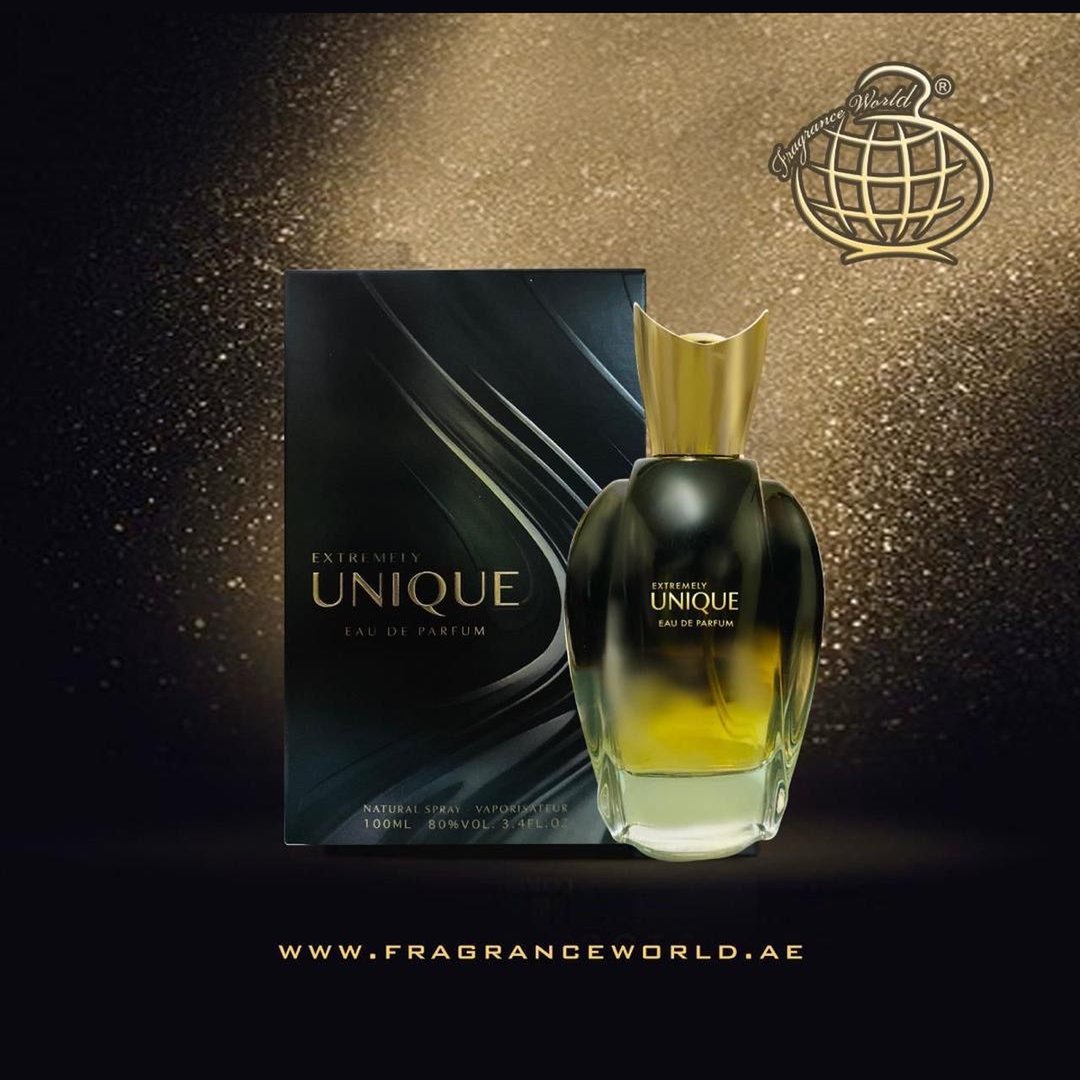 Fragrance World ®
EXTREMELY
UNIQUE
EAU DE PARFUM
NATURAL SPRAY - VAPORISATEUR
100ML 80%VOL. 3.4FL.OZ
EXTREMELY
UNIQUE
EAU DE PARFUM
WWW.FRAGRANCEWORLD.AE